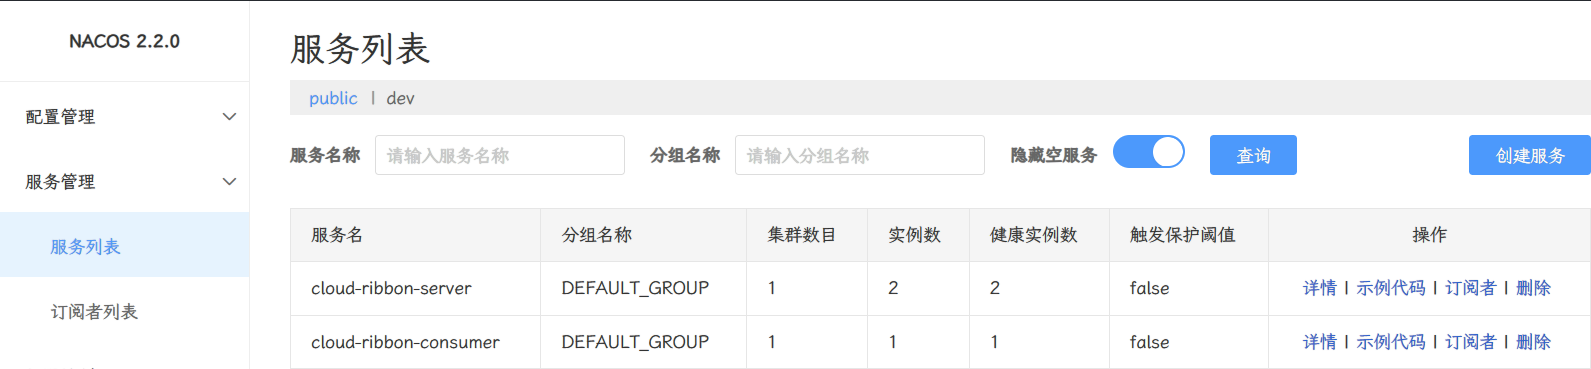 NACOS 2.2.0
配置管理
服务管理
服务列表
订阅者列表
服务列表
public | dev
服务名称 请输入服务名称 分组名称 请输入分组名称 隐藏空服务 查询 创建服务
服务名 分组名称 集群数目 实例数 健康实例数 触发保护阈值 操作
cloud-ribbon-server DEFAULT_GROUP 1 2 2 false 详情 | 示例代码 | 订阅者 | 删除
cloud-ribbon-consumer DEFAULT_GROUP 1 1 1 false 详情 | 示例代码 | 订阅者 | 删除